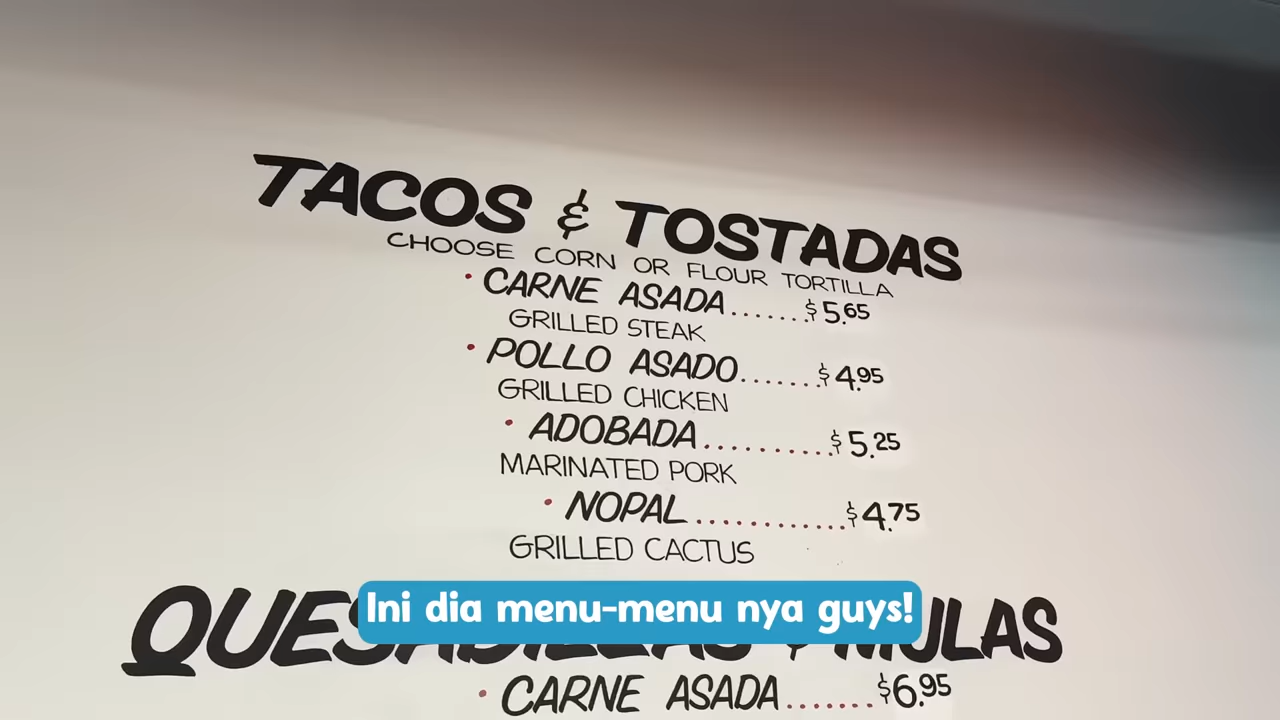 TACOS & TOSTADAS
CHOOSE CORN OR FLOUR TORTILLA
• CARNE ASADA.......$5.65
GRILLED STEAK
• POLLO ASADO.......$4.95
GRILLED CHICKEN
• ADOBADA..........$5.25
MARINATED PORK
• NOPAL............$4.75
GRILLED CACTUS
Ini dia menu-menu nya guys!
QUESADILLAS & MULAS
• CARNE ASADA.......$6.95